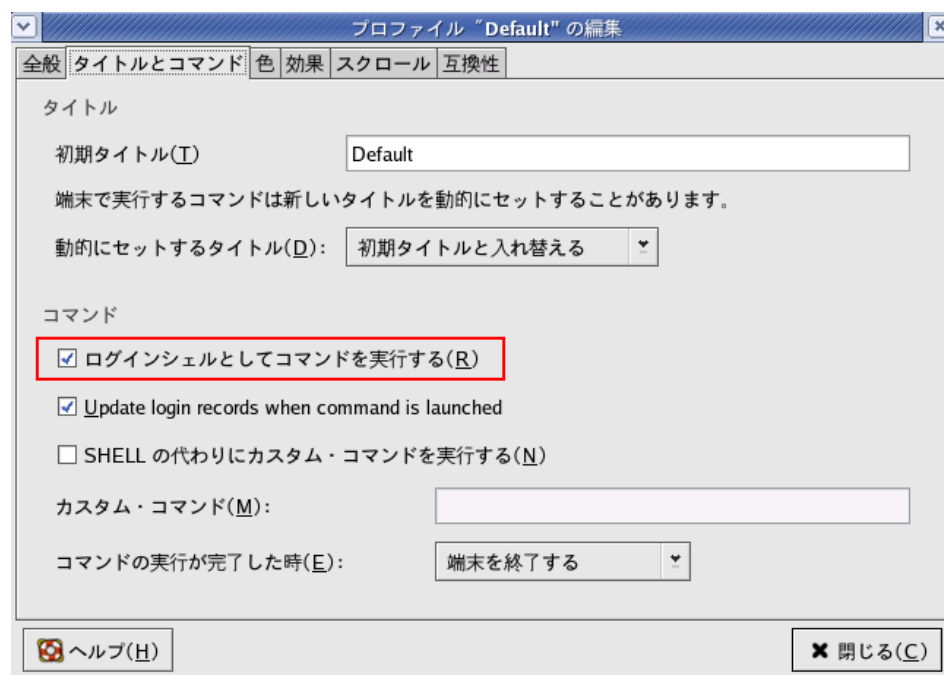 プロファイル "Default" の編集
全般 タイトルとコマンド 色 効果 スクロール 互換性
タイトル
初期タイトル(T) Default
端末で実行するコマンドは新しいタイトルを動的にセットすることがあります。
動的にセットするタイトル(D): 初期タイトルと入れ替える
コマンド
ログインシェルとしてコマンドを実行する(R)
Update login records when command is launched
SHELL の代わりにカスタム・コマンドを実行する(N)
カスタム・コマンド(M):
コマンドの実行が完了した時(E): 端末を終了する
ヘルプ(H) 閉じる(C)